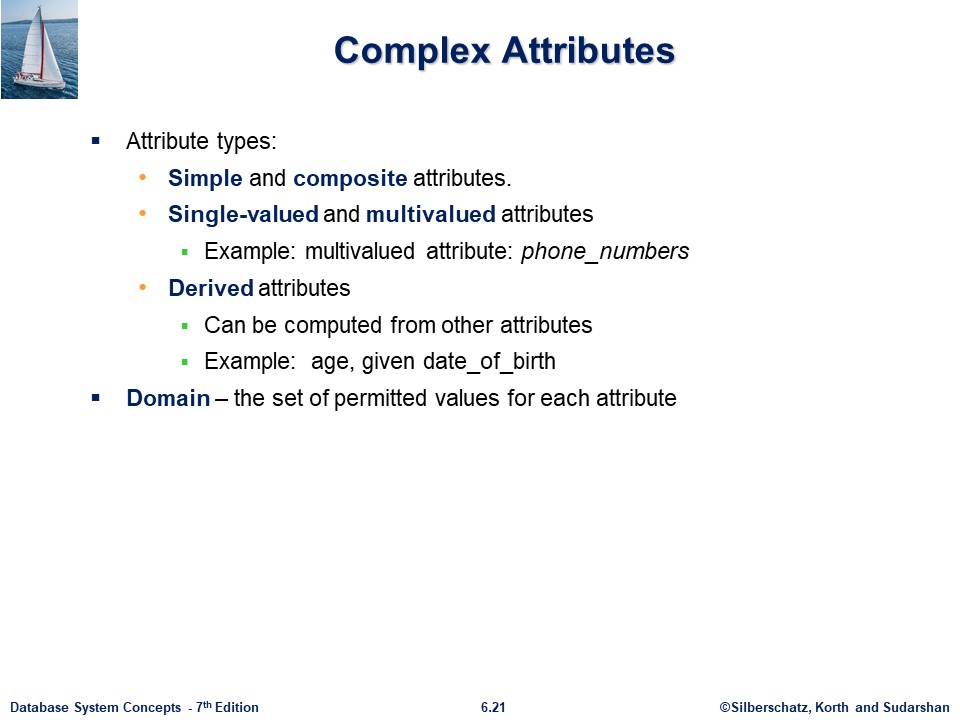 Complex Attributes
▪ Attribute types:
• Simple and composite attributes.
• Single-valued and multivalued attributes
▪ Example: multivalued attribute: phone_numbers
• Derived attributes
▪ Can be computed from other attributes
▪ Example: age, given date_of_birth
▪ Domain – the set of permitted values for each attribute
Database System Concepts - 7th Edition 6.21 ©Silberschatz, Korth and Sudarshan